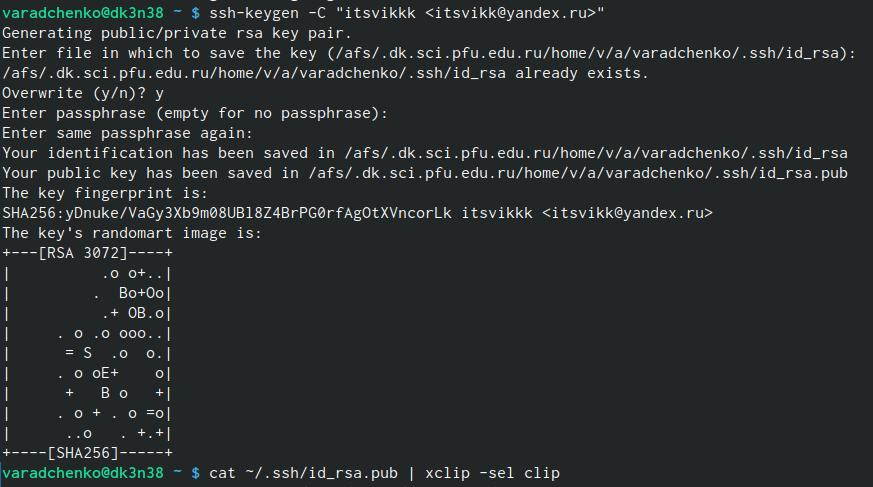 varadchenko@dk3n38 ~ $ ssh-keygen -C "itsvikkk <itsvikk@yandex.ru>"
Generating public/private rsa key pair.
Enter file in which to save the key (/afs/.dk.sci.pfu.edu.ru/home/v/a/varadchenko/.ssh/id_rsa):
/afs/.dk.sci.pfu.edu.ru/home/v/a/varadchenko/.ssh/id_rsa already exists.
Overwrite (y/n)? y
Enter passphrase (empty for no passphrase):
Enter same passphrase again:
Your identification has been saved in /afs/.dk.sci.pfu.edu.ru/home/v/a/varadchenko/.ssh/id_rsa
Your public key has been saved in /afs/.dk.sci.pfu.edu.ru/home/v/a/varadchenko/.ssh/id_rsa.pub
The key fingerprint is:
SHA256:yDnuke/VaGy3Xb9m08UBl8Z4BrPG0rfAgOtXVncorLk itsvikkk <itsvikk@yandex.ru>
The key's randomart image is:
+---[RSA 3072]----+
|          .o o+..|
|         .  Bo+Oo|
|          .+ OB.o|
|     . o .o ooo..|
|      = S  .o  o.|
|     . o oE+    o|
|      +   B o   +|
|     . o + . o =o|
|      ..o   . +.+|
+----[SHA256]-----+
varadchenko@dk3n38 ~ $ cat ~/.ssh/id_rsa.pub | xclip -sel clip